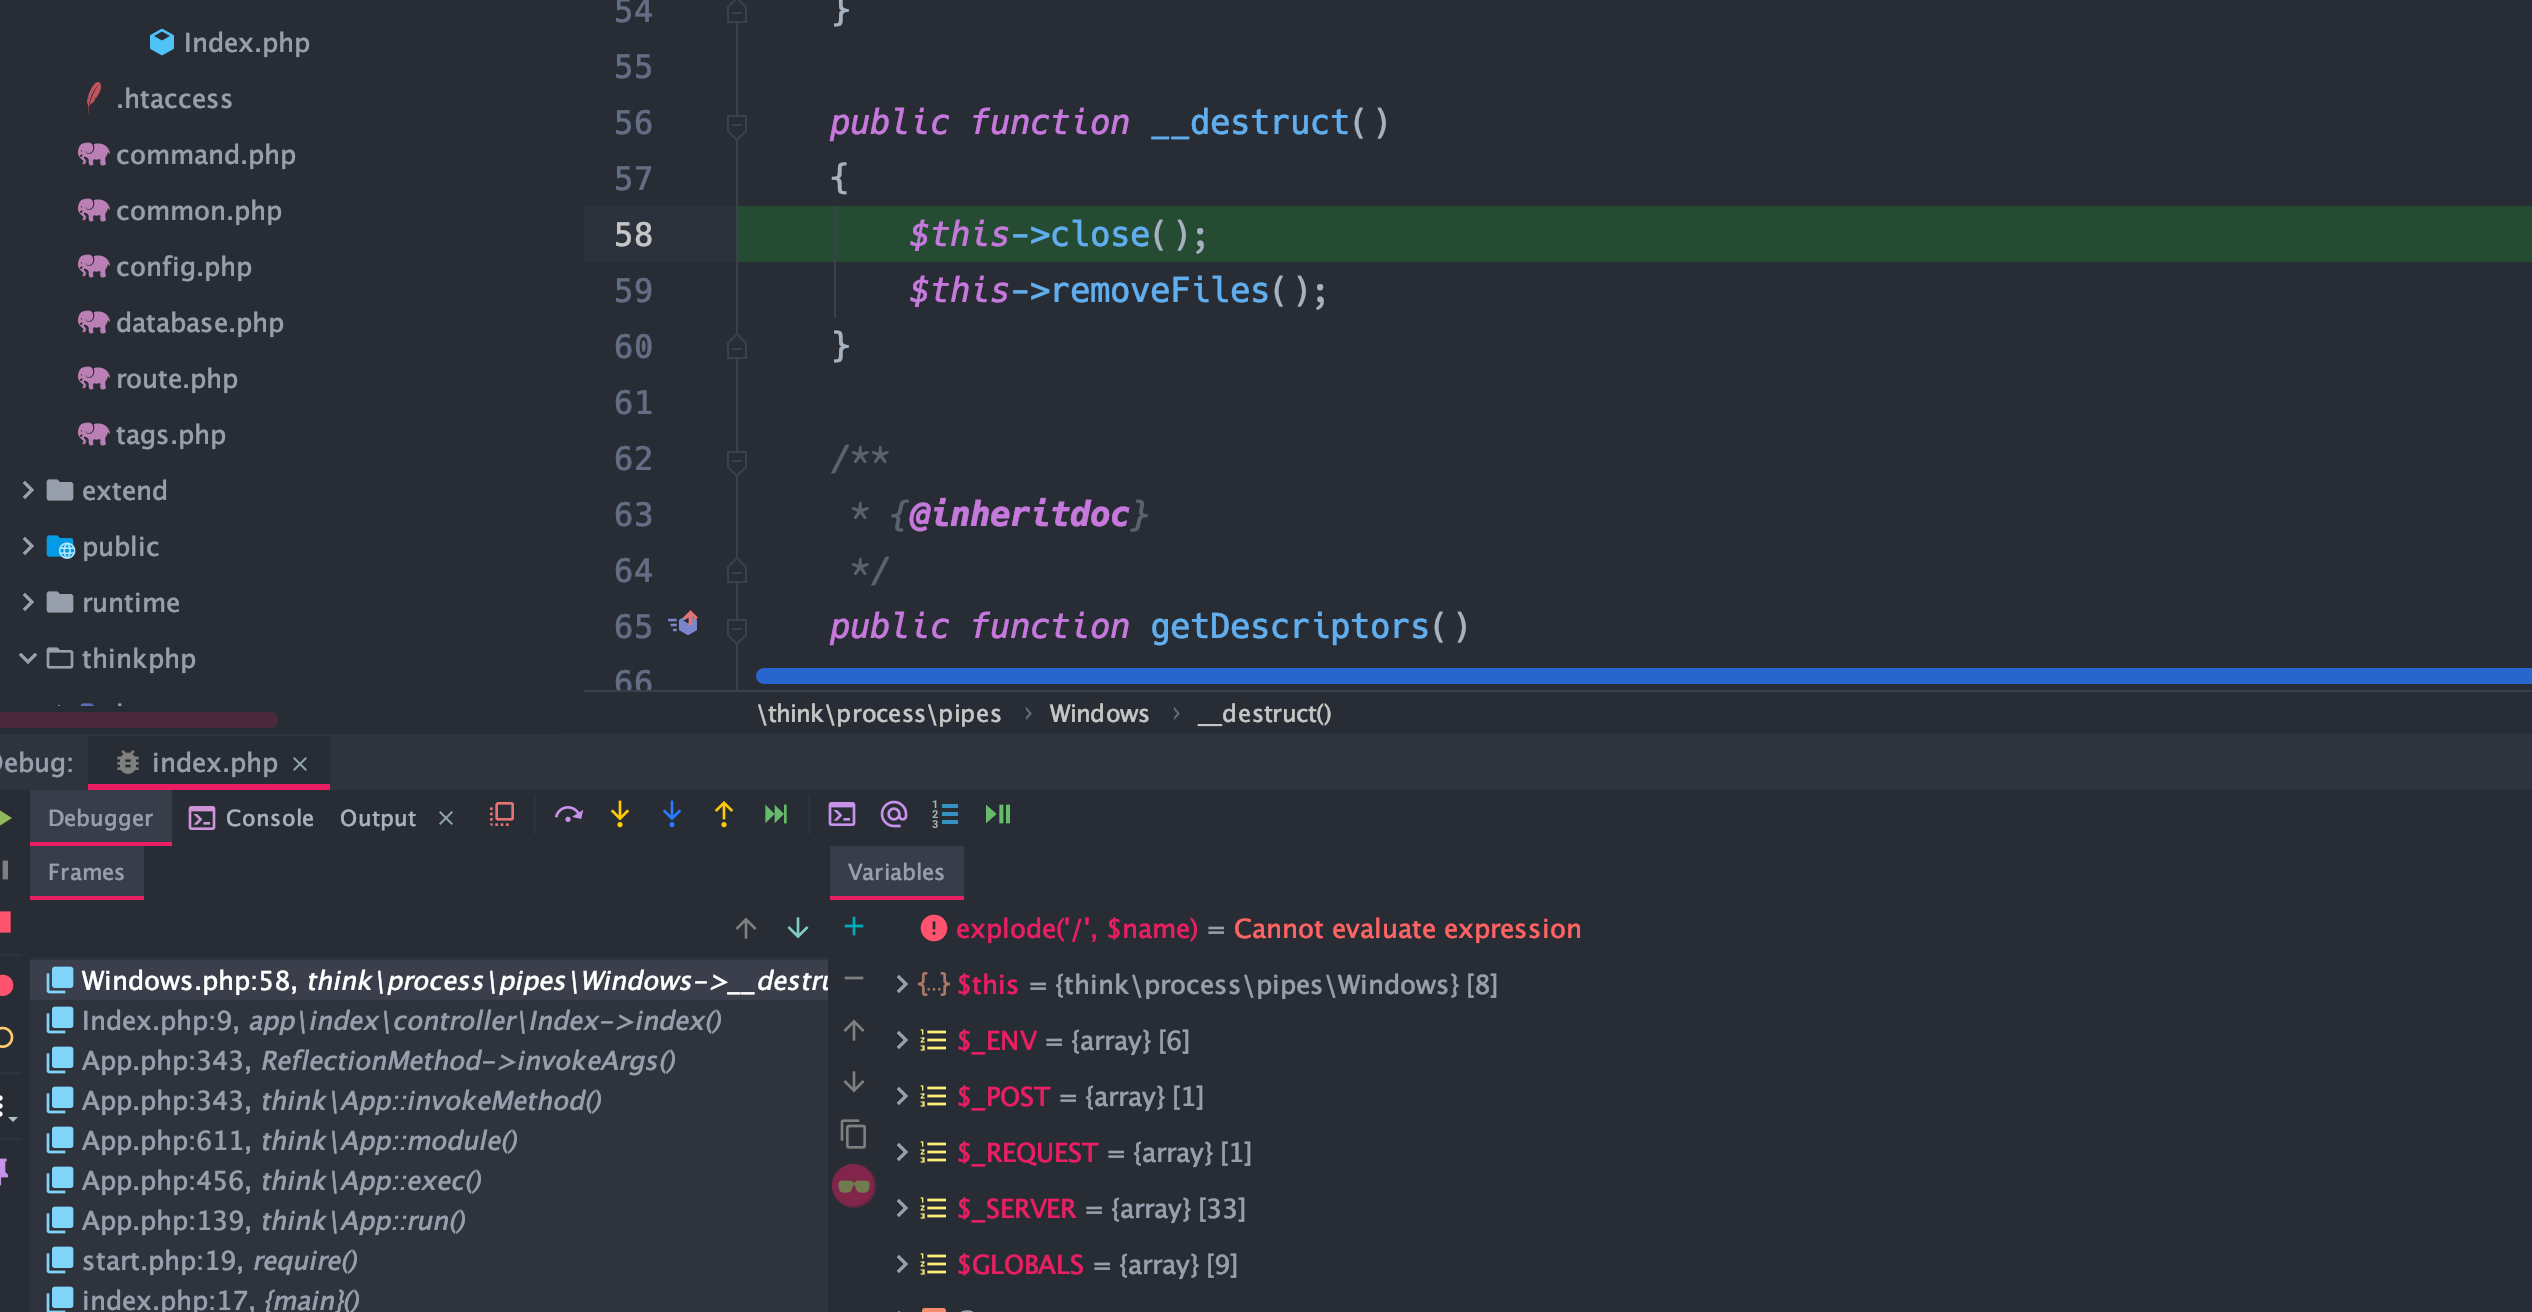 Index.php
.htaccess
command.php
common.php
config.php
database.php
route.php
tags.php
extend
public
runtime
thinkphp
54 }
55
56 public function __destruct()
57 {
58 $this->close();
59 $this->removeFiles();
60 }
61
62 /**
63 * {@inheritdoc}
64 */
65 public function getDescriptors()
66
\think\process\pipes › Windows › __destruct()
ebug: index.php ×
Debugger Console Output ×
Frames
Windows.php:58, think\process\pipes\Windows->__destru
Index.php:9, app\index\controller\Index->index()
App.php:343, ReflectionMethod->invokeArgs()
App.php:343, think\App::invokeMethod()
App.php:611, think\App::module()
App.php:456, think\App::exec()
App.php:139, think\App::run()
start.php:19, require()
index.php:17, {main}()
Variables
explode('/', $name) = Cannot evaluate expression
$this = {think\process\pipes\Windows} [8]
$_ENV = {array} [6]
$_POST = {array} [1]
$_REQUEST = {array} [1]
$_SERVER = {array} [33]
$GLOBALS = {array} [9]